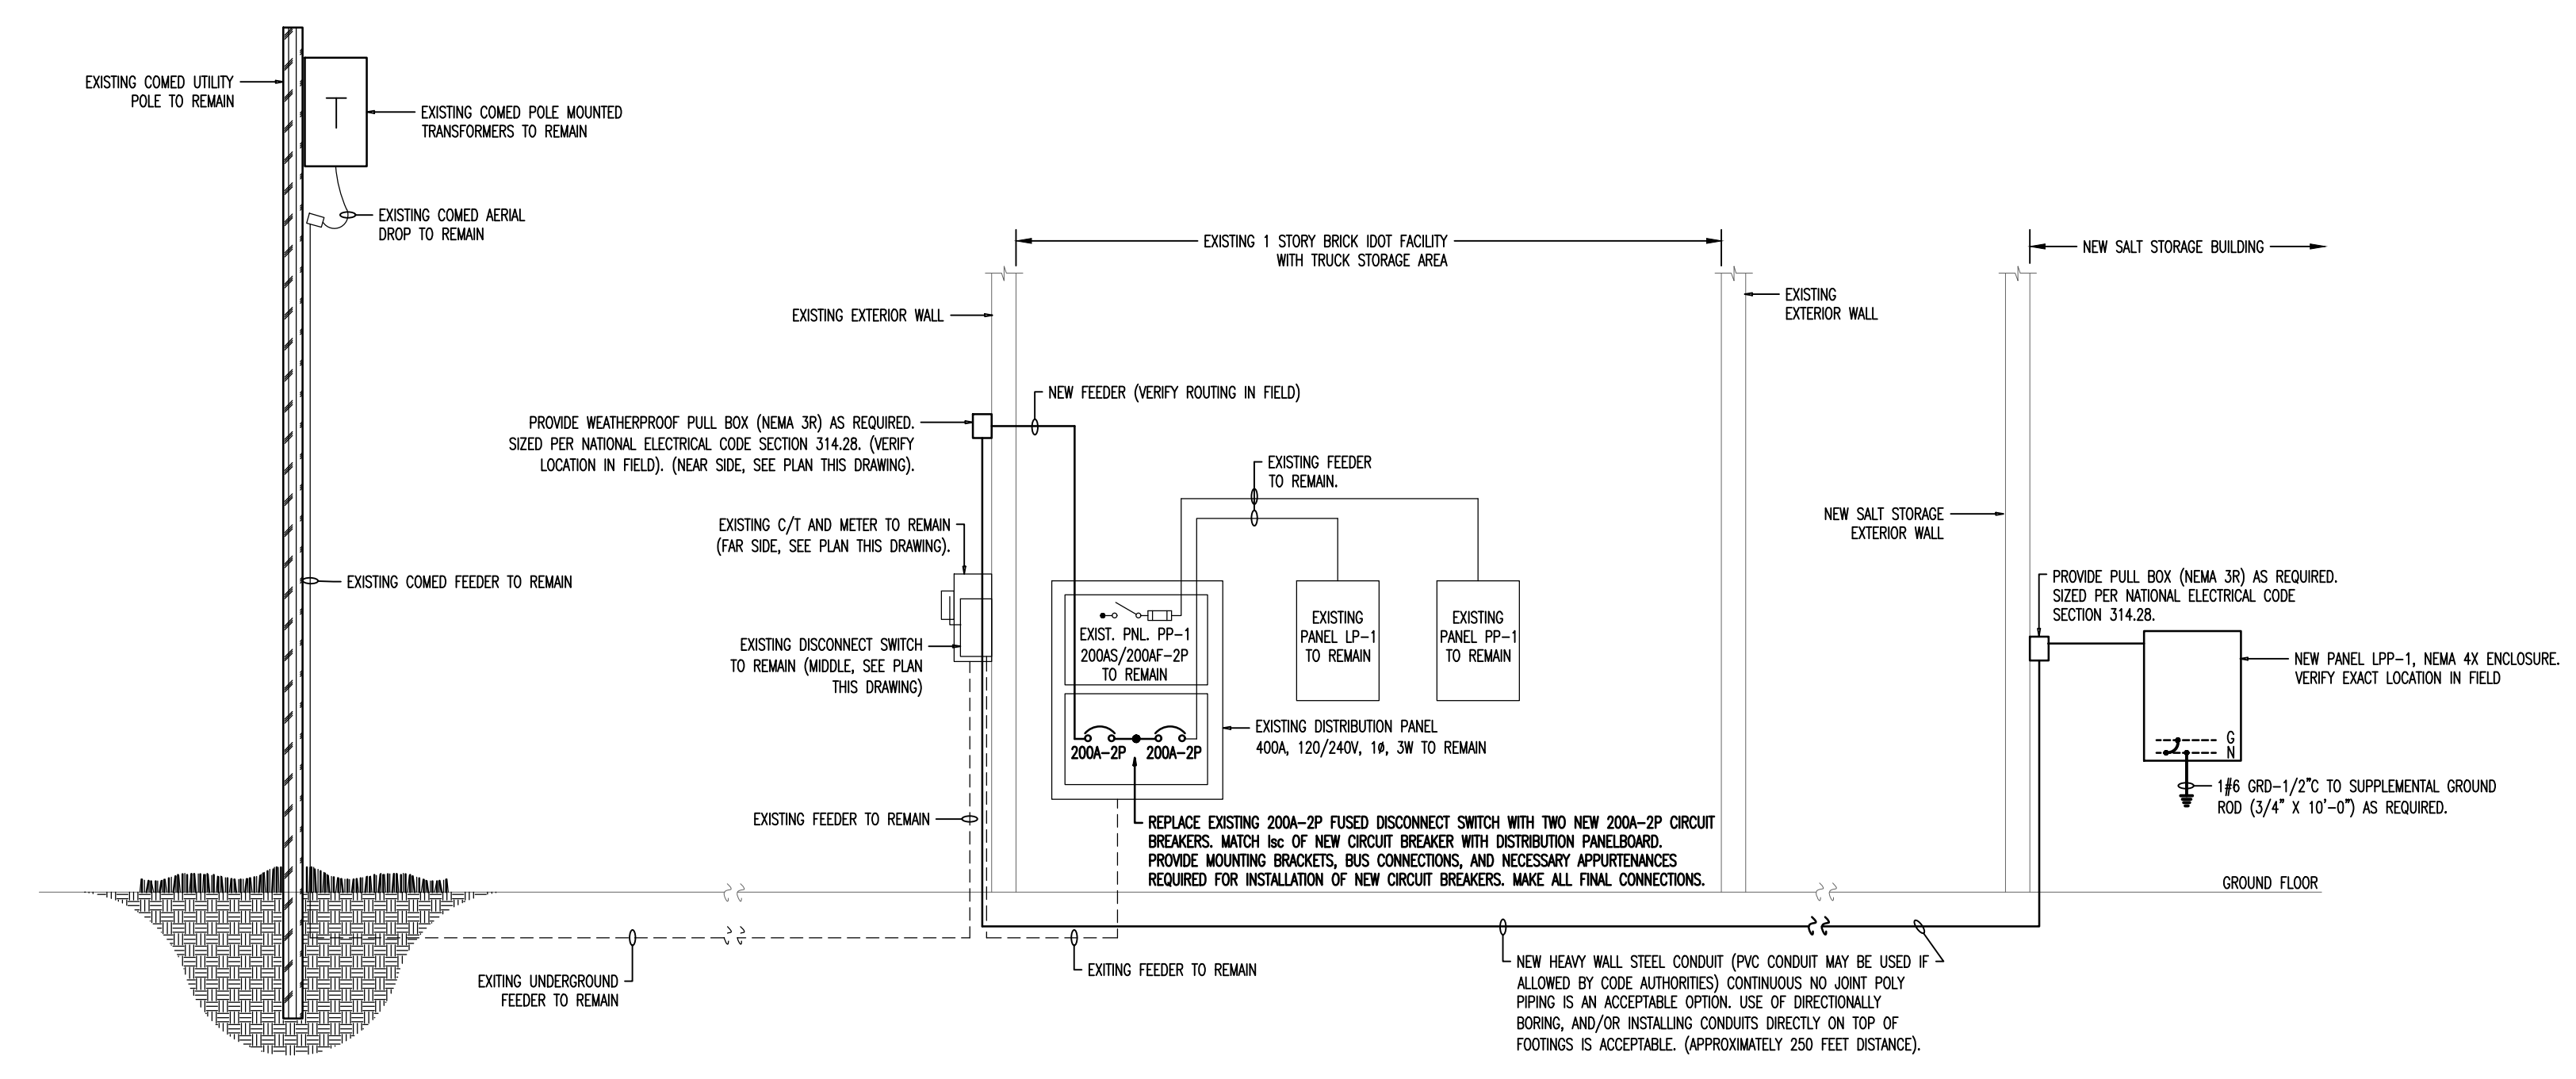 EXISTING COMED UTILITY
POLE TO REMAIN
T
EXISTING COMED POLE MOUNTED
TRANSFORMERS TO REMAIN
EXISTING COMED AERIAL
DROP TO REMAIN
EXISTING 1 STORY BRICK IDOT FACILITY
WITH TRUCK STORAGE AREA
NEW SALT STORAGE BUILDING
EXISTING EXTERIOR WALL
EXISTING
EXTERIOR WALL
NEW FEEDER (VERIFY ROUTING IN FIELD)
PROVIDE WEATHERPROOF PULL BOX (NEMA 3R) AS REQUIRED.
SIZED PER NATIONAL ELECTRICAL CODE SECTION 314.28. (VERIFY
LOCATION IN FIELD). (NEAR SIDE, SEE PLAN THIS DRAWING).
EXISTING FEEDER
TO REMAIN.
EXISTING C/T AND METER TO REMAIN
(FAR SIDE, SEE PLAN THIS DRAWING).
NEW SALT STORAGE
EXTERIOR WALL
EXISTING COMED FEEDER TO REMAIN
PROVIDE PULL BOX (NEMA 3R) AS REQUIRED.
SIZED PER NATIONAL ELECTRICAL CODE
SECTION 314.28.
EXIST. PNL. PP-1
200AS/200AF-2P
TO REMAIN
EXISTING
PANEL LP-1
TO REMAIN
EXISTING
PANEL PP-1
TO REMAIN
EXISTING DISCONNECT SWITCH
TO REMAIN (MIDDLE, SEE PLAN
THIS DRAWING)
NEW PANEL LPP-1, NEMA 4X ENCLOSURE.
VERIFY EXACT LOCATION IN FIELD
200A-2P 200A-2P
EXISTING DISTRIBUTION PANEL
400A, 120/240V, 1ø, 3W TO REMAIN
G
N
1#6 GRD-1/2"C TO SUPPLEMENTAL GROUND
ROD (3/4" X 10'-0") AS REQUIRED.
EXISTING FEEDER TO REMAIN
REPLACE EXISTING 200A-2P FUSED DISCONNECT SWITCH WITH TWO NEW 200A-2P CIRCUIT
BREAKERS. MATCH Isc OF NEW CIRCUIT BREAKER WITH DISTRIBUTION PANELBOARD.
PROVIDE MOUNTING BRACKETS, BUS CONNECTIONS, AND NECESSARY APPURTENANCES
REQUIRED FOR INSTALLATION OF NEW CIRCUIT BREAKERS. MAKE ALL FINAL CONNECTIONS.
GROUND FLOOR
EXITING UNDERGROUND
FEEDER TO REMAIN
EXITING FEEDER TO REMAIN
NEW HEAVY WALL STEEL CONDUIT (PVC CONDUIT MAY BE USED IF
ALLOWED BY CODE AUTHORITIES) CONTINUOUS NO JOINT POLY
PIPING IS AN ACCEPTABLE OPTION. USE OF DIRECTIONALLY
BORING, AND/OR INSTALLING CONDUITS DIRECTLY ON TOP OF
FOOTINGS IS ACCEPTABLE. (APPROXIMATELY 250 FEET DISTANCE).